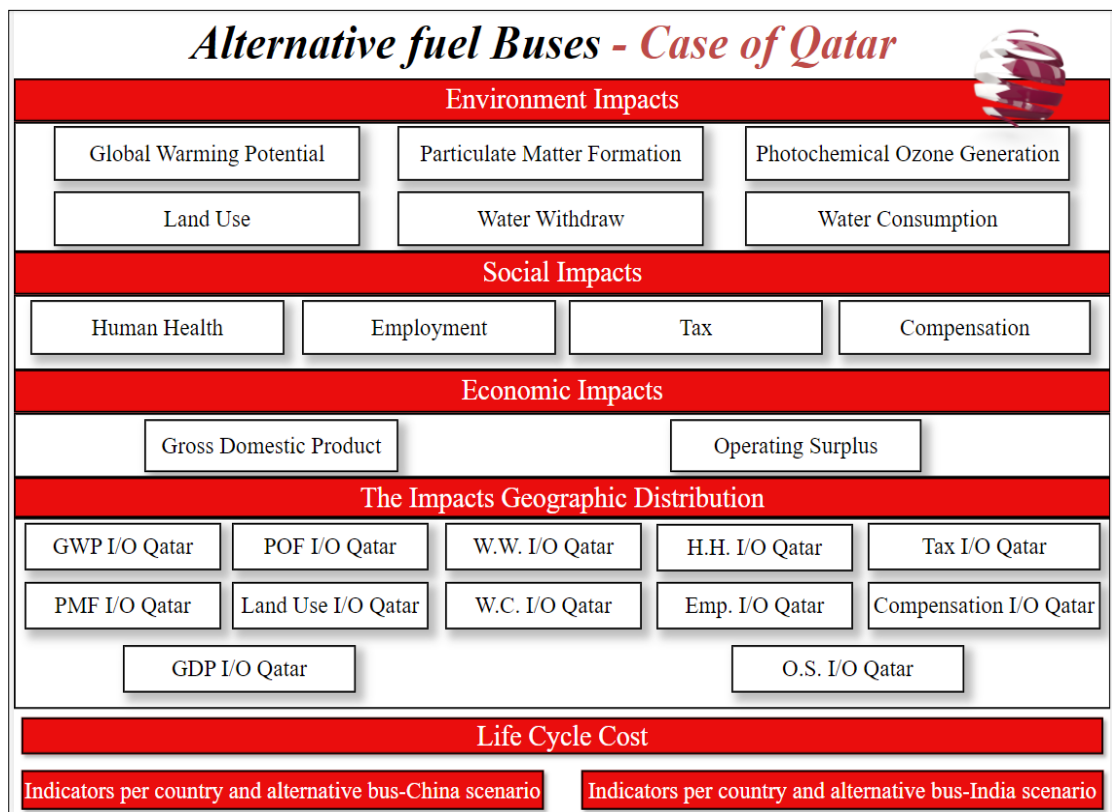 Alternative fuel Buses - Case of Qatar
Environment Impacts
Global Warming Potential
Particulate Matter Formation
Photochemical Ozone Generation
Land Use
Water Withdraw
Water Consumption
Social Impacts
Human Health
Employment
Tax
Compensation
Economic Impacts
Gross Domestic Product
Operating Surplus
The Impacts Geographic Distribution
GWP I/O Qatar
POF I/O Qatar
W.W. I/O Qatar
H.H. I/O Qatar
Tax I/O Qatar
PMF I/O Qatar
Land Use I/O Qatar
W.C. I/O Qatar
Emp. I/O Qatar
Compensation I/O Qatar
GDP I/O Qatar
O.S. I/O Qatar
Life Cycle Cost
Indicators per country and alternative bus-China scenario
Indicators per country and alternative bus-India scenario